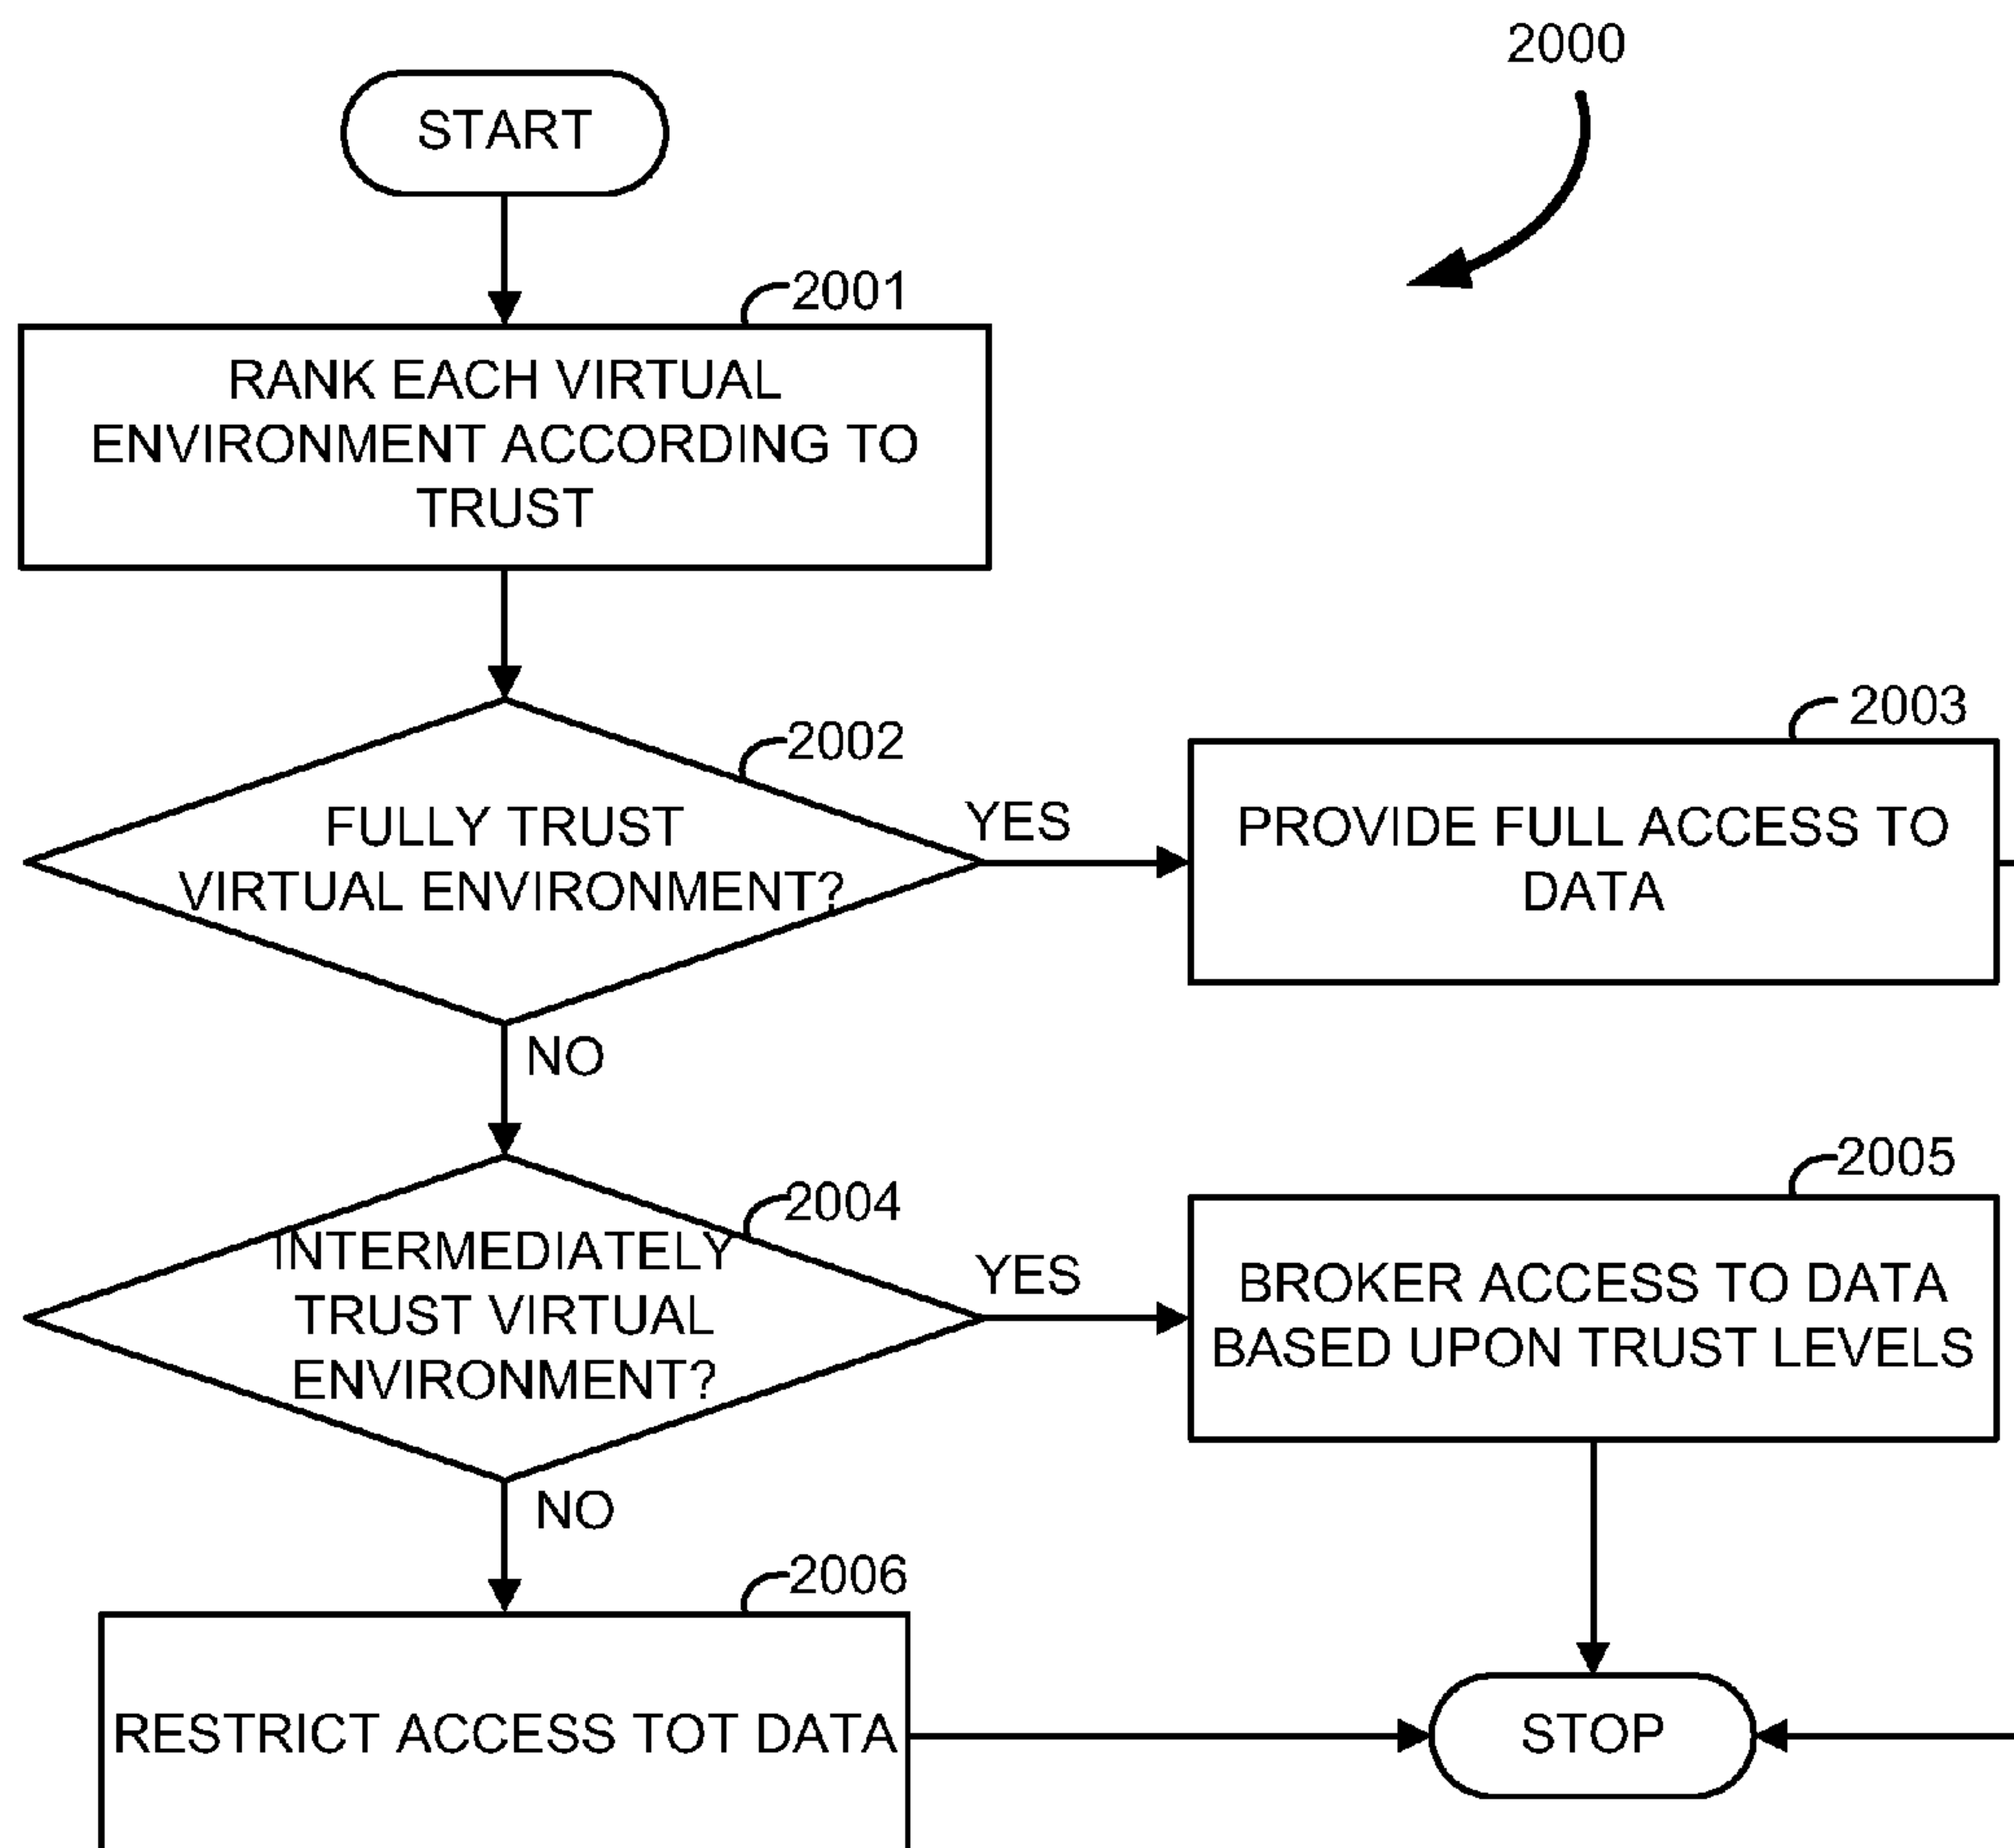 2000
START
2001
RANK EACH VIRTUAL
ENVIRONMENT ACCORDING TO
TRUST
2002
FULLY TRUST
VIRTUAL ENVIRONMENT?
YES
2003
PROVIDE FULL ACCESS TO
DATA
NO
2004
INTERMEDIATELY
TRUST VIRTUAL
ENVIRONMENT?
YES
2005
BROKER ACCESS TO DATA
BASED UPON TRUST LEVELS
NO
2006
RESTRICT ACCESS TOT DATA
STOP